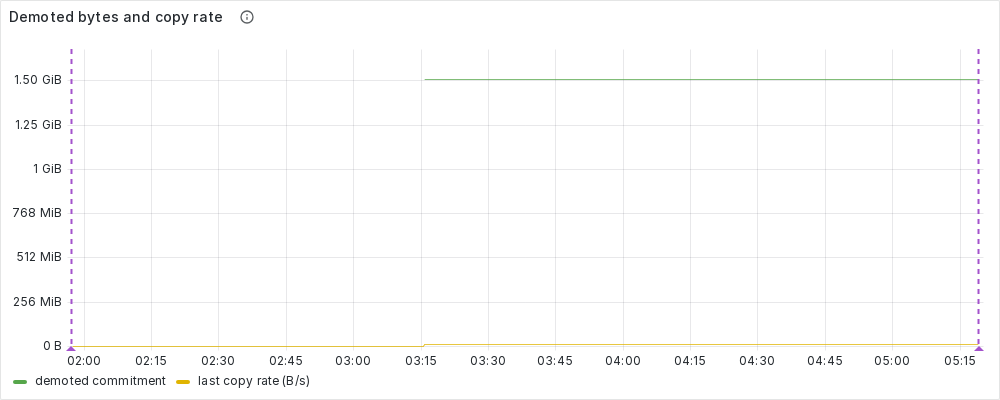 Demoted bytes and copy rate
1.50 GiB
1.25 GiB
1 GiB
768 MiB
512 MiB
256 MiB
0 B
02:00 02:15 02:30 02:45 03:00 03:15 03:30 03:45 04:00 04:15 04:30 04:45 05:00 05:15
demoted commitment last copy rate (B/s)